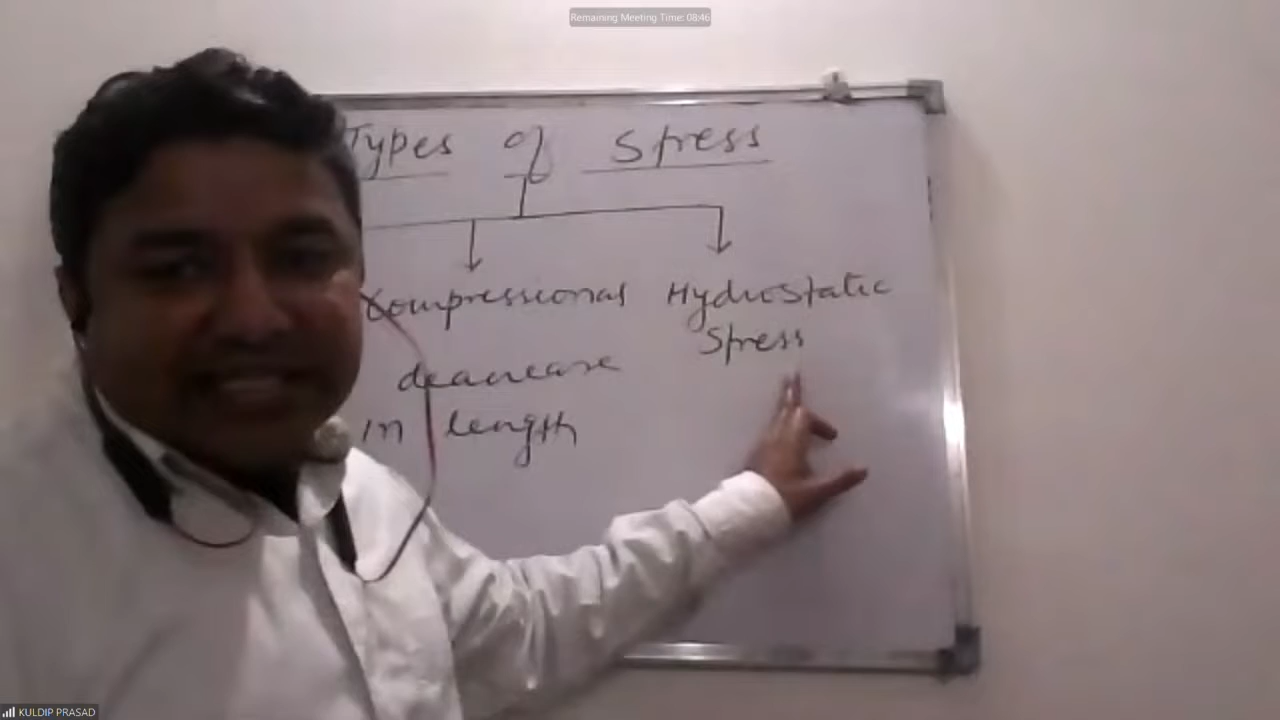 Remaining Meeting Time: 08:46
Types of Stress
Compressional Hydrostatic
Stress
decrease
in length
KULDIP PRASAD